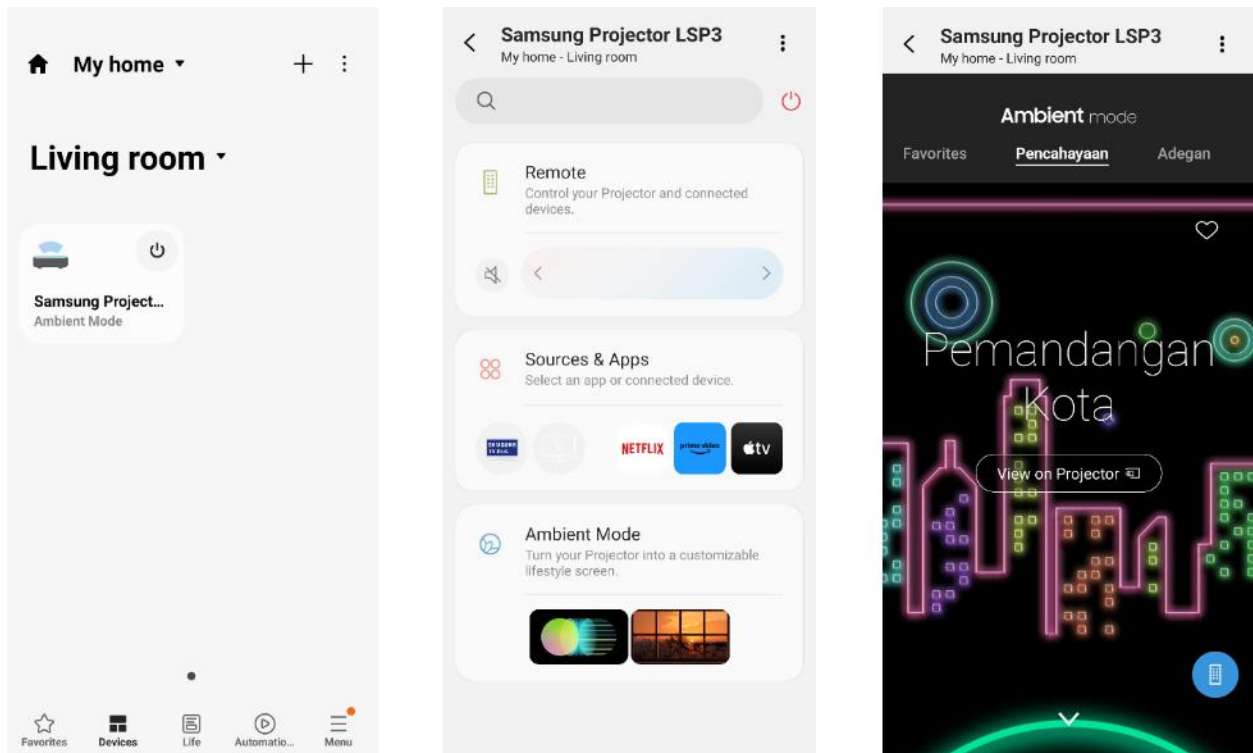 My home
Living room
Samsung Project...
Ambient Mode
Favorites
Devices
Life
Automatio...
Menu
Samsung Projector LSP3
My home - Living room
Remote
Control your Projector and connected
devices.
Sources & Apps
Select an app or connected device.
NETFLIX
prime video
tv
Ambient Mode
Turn your Projector into a customizable
lifestyle screen.
Samsung Projector LSP3
My home - Living room
Ambient mode
Favorites
Pencahayaan
Adegan
Pemandangan
Kota
View on Projector